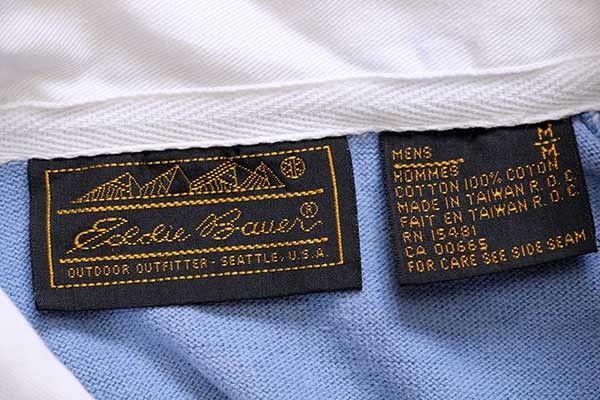 Eddie Bauer®
OUTDOOR OUTFITTER - SEATTLE, U.S.A.
M
MENS M
HOMMES
COTTON 100% COTON
MADE IN TAIWAN R.O.C.
FAIT EN TAIWAN R.O.C.
RN 15481
CA 00665
FOR CARE SEE SIDE SEAM